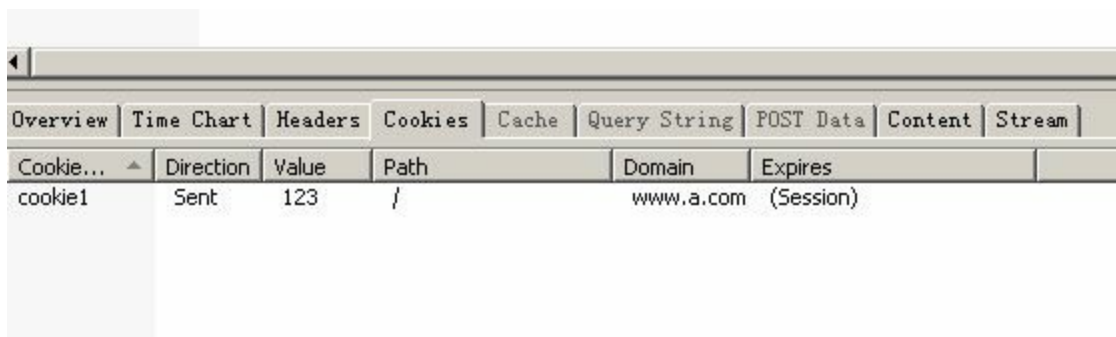 Overview Time Chart Headers Cookies Cache Query String POST Data Content Stream
Cookie... Direction Value Path Domain Expires
cookie1 Sent 123 / www.a.com (Session)